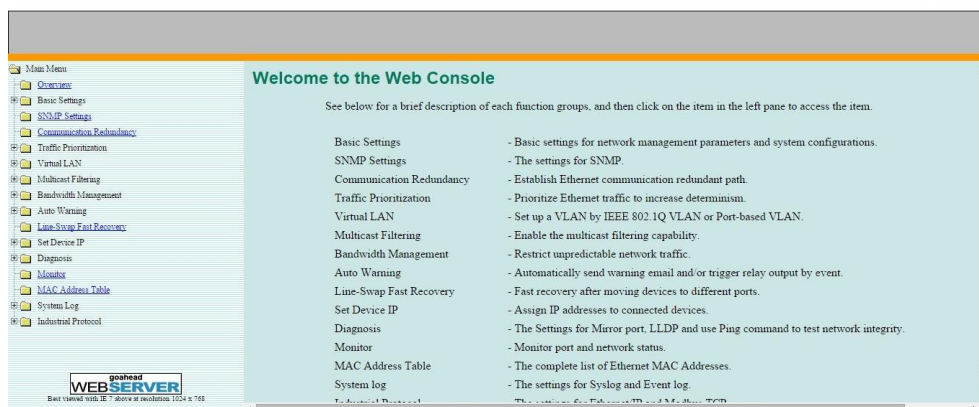 Main Menu
Overview
Basic Settings
SNMP Settings
Communication Redundancy
Traffic Prioritization
Virtual LAN
Multicast Filtering
Bandwidth Management
Auto Warning
Line-Swap Fast Recovery
Set Device IP
Diagnosis
Monitor
MAC Address Table
System Log
Industrial Protocol
goahead
WEBSERVER
Best viewed with IE 7 above at resolution 1024 x 768
Welcome to the Web Console
See below for a brief description of each function groups, and then click on the item in the left pane to access the item.
Basic Settings - Basic settings for network management parameters and system configurations.
SNMP Settings - The settings for SNMP.
Communication Redundancy - Establish Ethernet communication redundant path.
Traffic Prioritization - Prioritize Ethernet traffic to increase determinism.
Virtual LAN - Set up a VLAN by IEEE 802.1Q VLAN or Port-based VLAN.
Multicast Filtering - Enable the multicast filtering capability.
Bandwidth Management - Restrict unpredictable network traffic.
Auto Warning - Automatically send warning email and/or trigger relay output by event.
Line-Swap Fast Recovery - Fast recovery after moving devices to different ports.
Set Device IP - Assign IP addresses to connected devices.
Diagnosis - The Settings for Mirror port, LLDP and use Ping command to test network integrity.
Monitor - Monitor port and network status.
MAC Address Table - The complete list of Ethernet MAC Addresses.
System log - The settings for Syslog and Event log.
Industrial Protocol - The settings for Ethernet/IP and Modbus TCP.